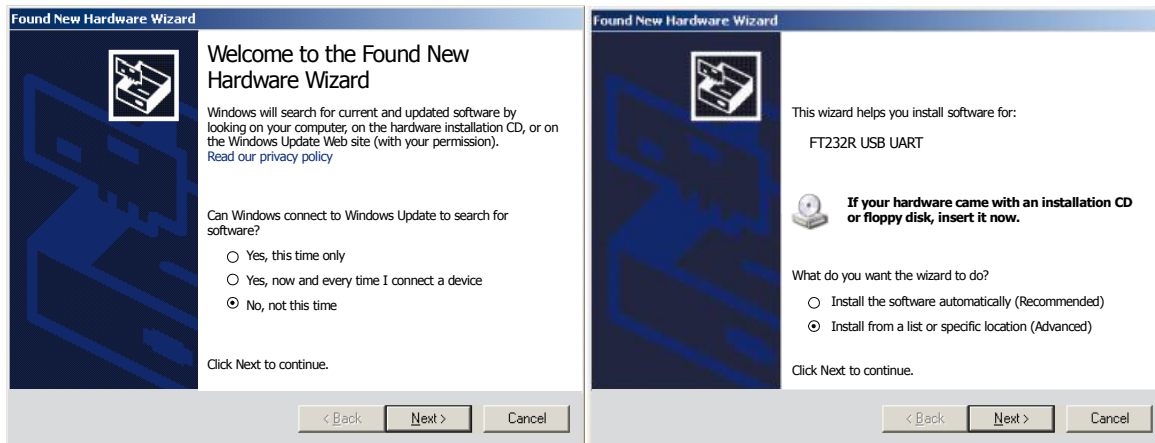 Found New Hardware Wizard
Welcome to the Found New
Hardware Wizard
Windows will search for current and updated software by
looking on your computer, on the hardware installation CD, or on
the Windows Update Web site (with your permission).
Read our privacy policy
Can Windows connect to Windows Update to search for
software?
Yes, this time only
Yes, now and every time I connect a device
No, not this time
Click Next to continue.
< Back
Next >
Cancel
Found New Hardware Wizard
This wizard helps you install software for:
FT232R USB UART
If your hardware came with an installation CD
or floppy disk, insert it now.
What do you want the wizard to do?
Install the software automatically (Recommended)
Install from a list or specific location (Advanced)
Click Next to continue.
< Back
Next >
Cancel